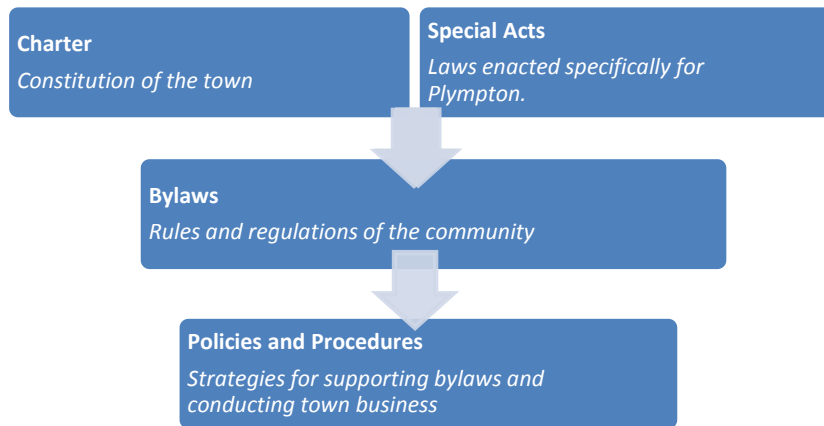 Charter
Constitution of the town
Special Acts
Laws enacted specifically for
Plympton.
Bylaws
Rules and regulations of the community
Policies and Procedures
Strategies for supporting bylaws and
conducting town business